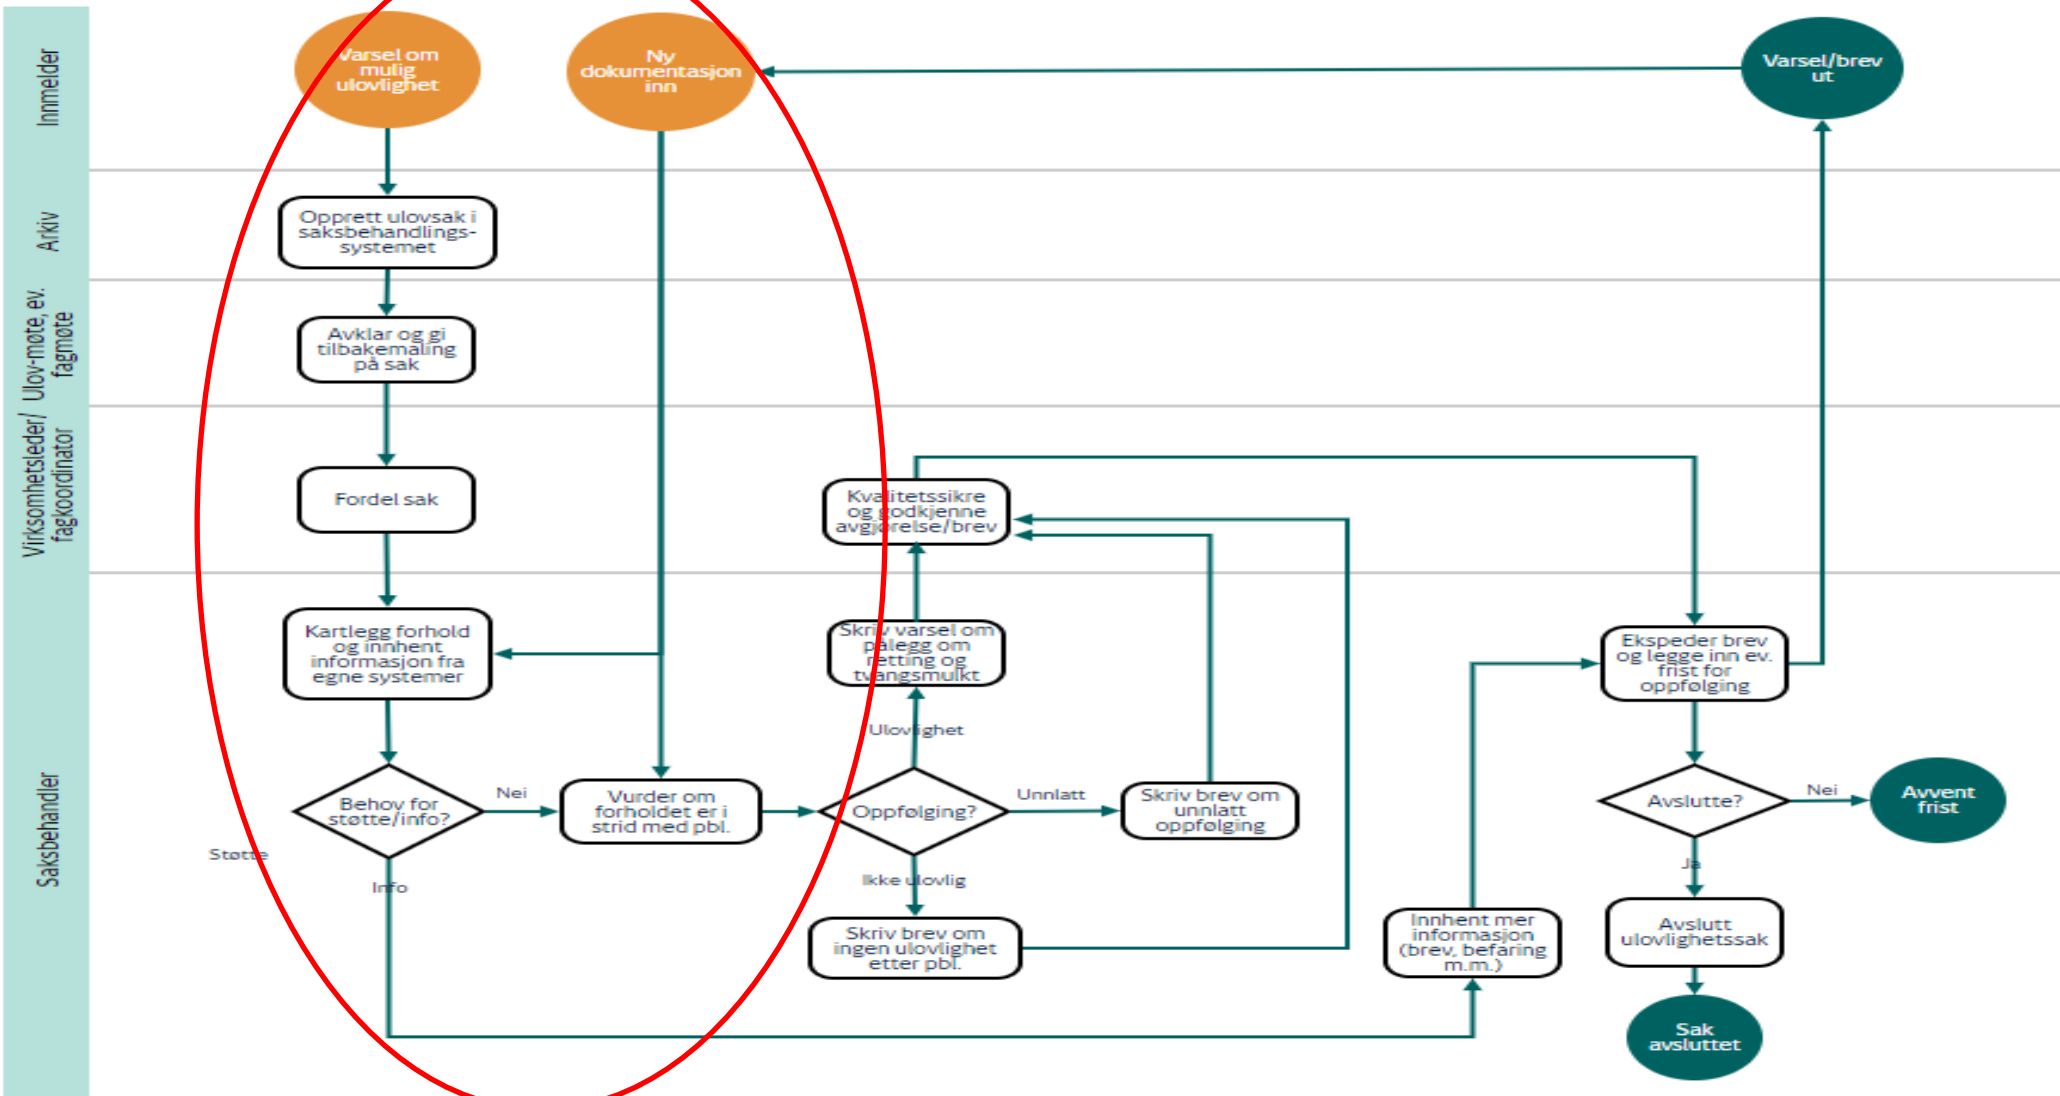 Innmelder
Varsel om
mulig
ulovlighet
Ny
dokumentasjon
inn
Varsel/brev
ut
Arkiv
Opprett ulovsak i
saksbehandlings-
systemet
Ulov-møte, ev.
fagmøte
Avklar og gi
tilbakemaling
på sak
Virksomhetsleder/
fagkoordinator
Fordel sak
Kvalitetssikre
og godkjenne
avgjørelse/brev
Saksbehandler
Kartlegg forhold
og innhent
informasjon fra
egne systemer
Skriv varsel om
pålegg om
retting og
tvangsmulkt
Ekspeder brev
og legge inn ev.
frist for
oppfølging
Ulovlighet
Behov for
støtte/info?
Nei
Vurder om
forholdet er i
strid med pbl.
Oppfølging?
Unnlatt
Skriv brev om
unnlatt
oppfølging
Avslutte?
Nei
Avvent
frist
Støtte
Info
Ikke ulovlig
Ja
Skriv brev om
ingen ulovlighet
etter pbl.
Innhent mer
informasjon
(brev, befaring
m.m.)
Avslutt
ulovlighetssak
Sak
avsluttet